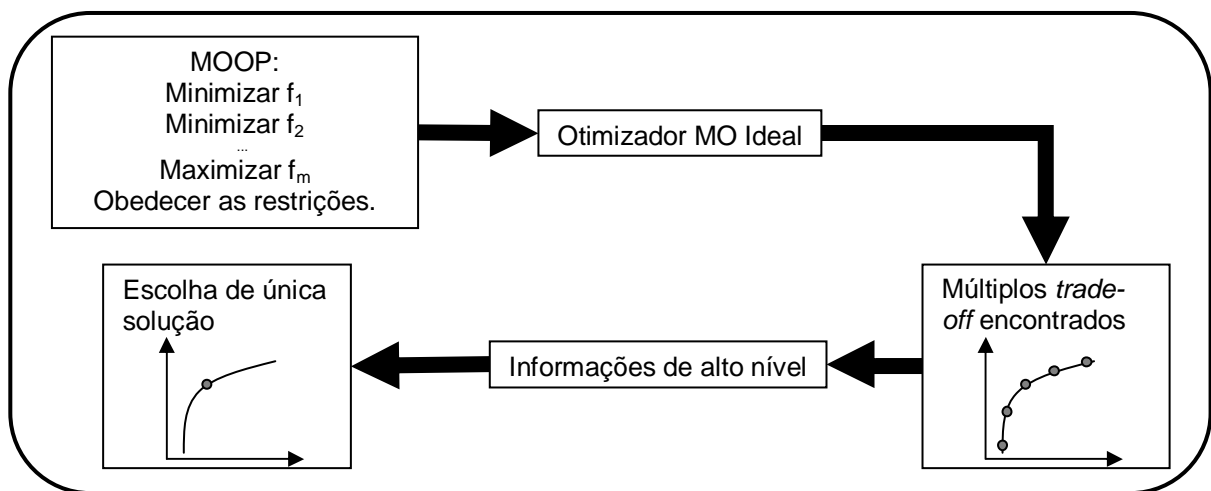 MOOP:
Minimizar f₁
Minimizar f₂
...
Maximizar fₘ
Obedecer as restrições.
Otimizador MO Ideal
Múltiplos trade-
off encontrados
Informações de alto nível
Escolha de única
solução